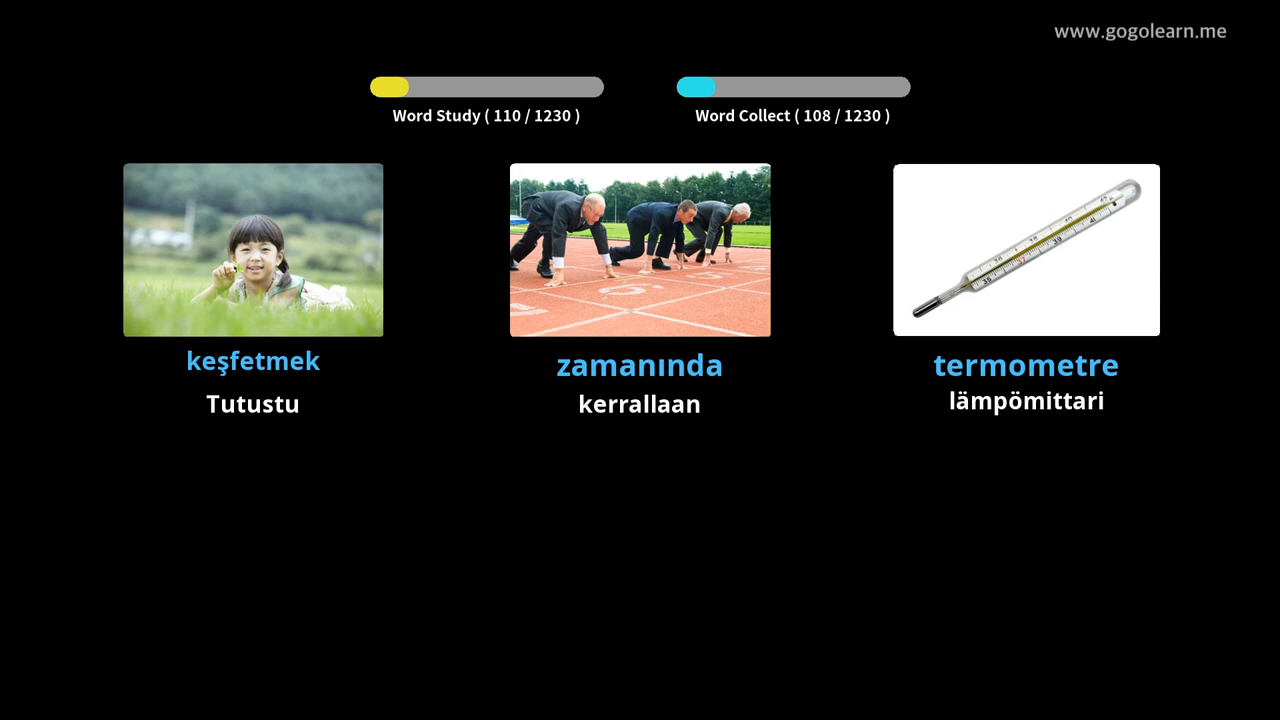 www.gogolearn.me
Word Study ( 110 / 1230 )
Word Collect ( 108 / 1230 )
keşfetmek
Tutustu
zamanında
kerrallaan
termometre
lämpömittari